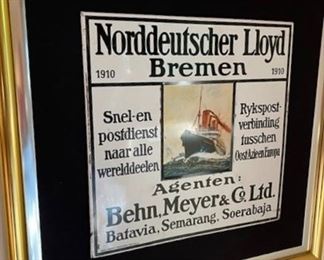 Norddeutscher Lloyd
1910 Bremen 1910
Snel-en
postdienst
naar alle
werelddeelen
Rykspost-
verbinding
tusschen
Oost Azie en Europa
Agenten:
Behn, Meyer & Co. Ltd.
Batavia, Semarang, Soerabaja